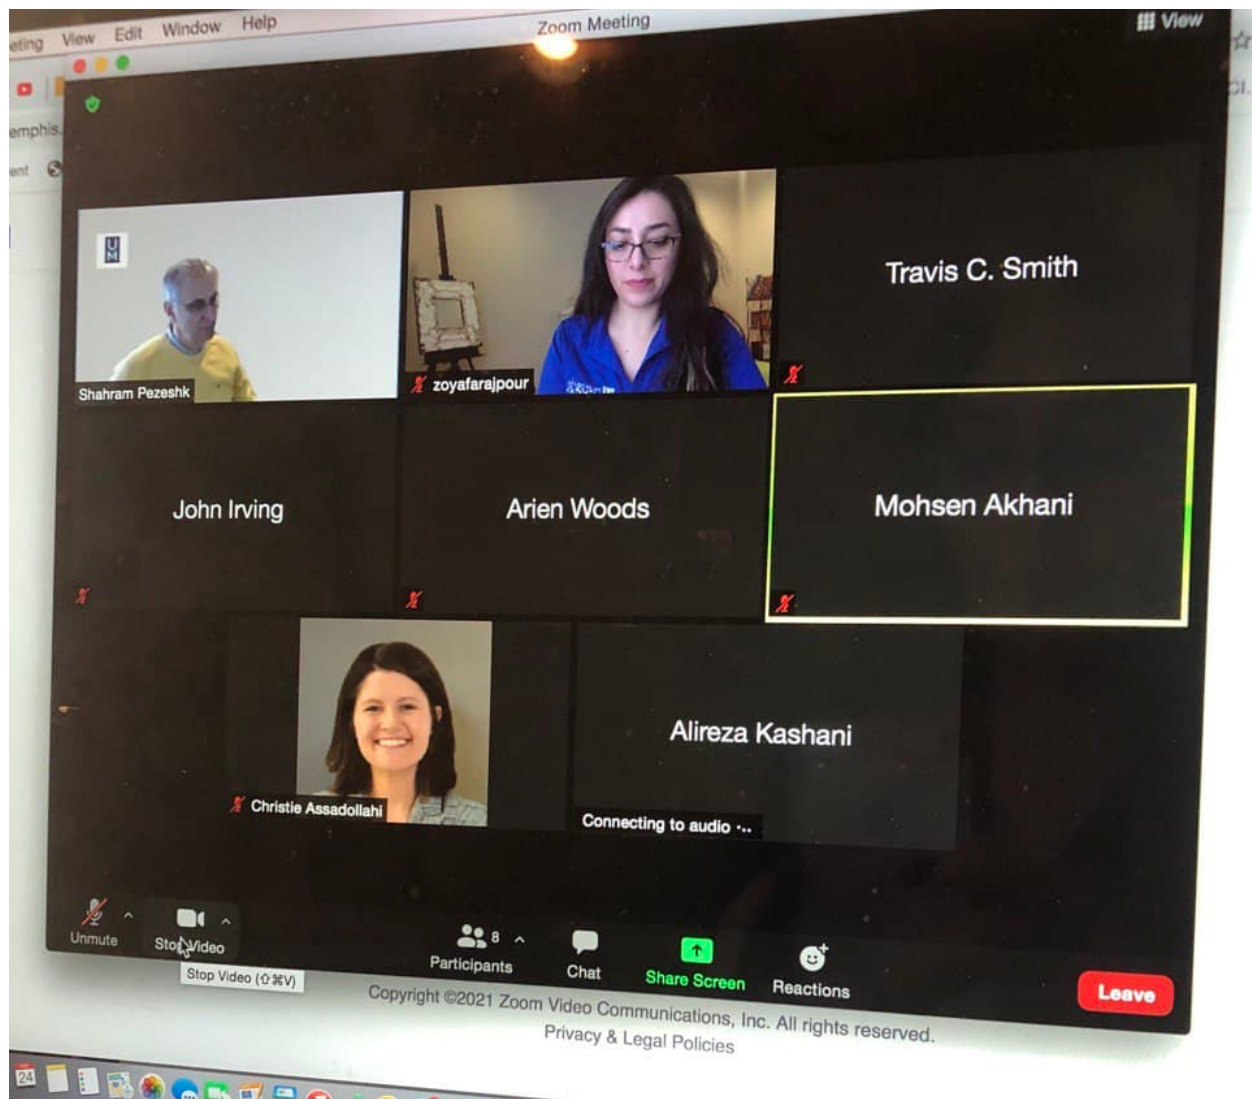 eting View Edit Window Help
Zoom Meeting
View
emphis.
ent
UM
Shahram Pezeshk
zoyafarajpour
Travis C. Smith
John Irving
Arien Woods
Mohsen Akhani
Christie Assadollahi
Alireza Kashani
Connecting to audio ...
Unmute
Stop Video
Stop Video (⇧⌘V)
8
Participants
Chat
Share Screen
Reactions
Leave
Copyright ©2021 Zoom Video Communications, Inc. All rights reserved.
Privacy & Legal Policies
24